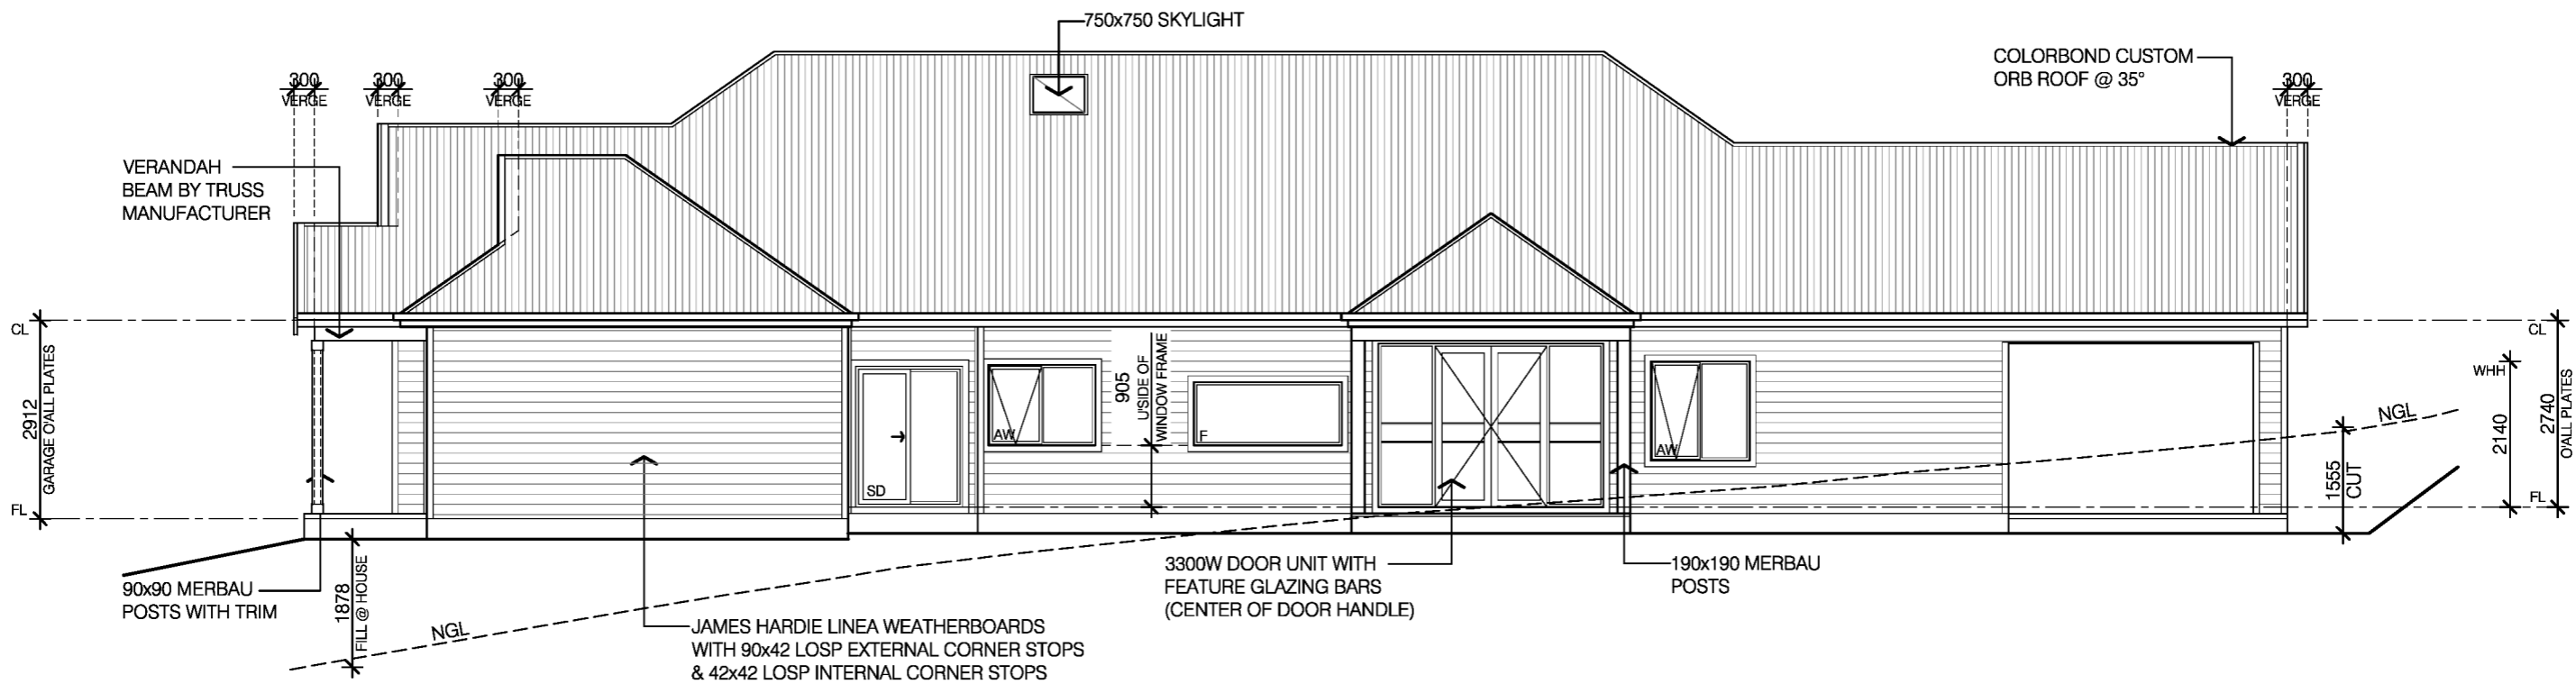 750x750 SKYLIGHT
COLORBOND CUSTOM
ORB ROOF @ 35°
300
VERGE
300
VERGE
300
VERGE
300
VERGE
VERANDAH
BEAM BY TRUSS
MANUFACTURER
CL
2912
GARAGE O'ALL PLATES
FL
905
U'SIDE OF
WINDOW FRAME
AW
F
SD
AW
NGL
CL
WHH
2140
2740
O'ALL PLATES
FL
1555
CUT
90x90 MERBAU
POSTS WITH TRIM
1878
FILL @ HOUSE
NGL
JAMES HARDIE LINEA WEATHERBOARDS
WITH 90x42 LOSP EXTERNAL CORNER STOPS
& 42x42 LOSP INTERNAL CORNER STOPS
3300W DOOR UNIT WITH
FEATURE GLAZING BARS
(CENTER OF DOOR HANDLE)
190x190 MERBAU
POSTS